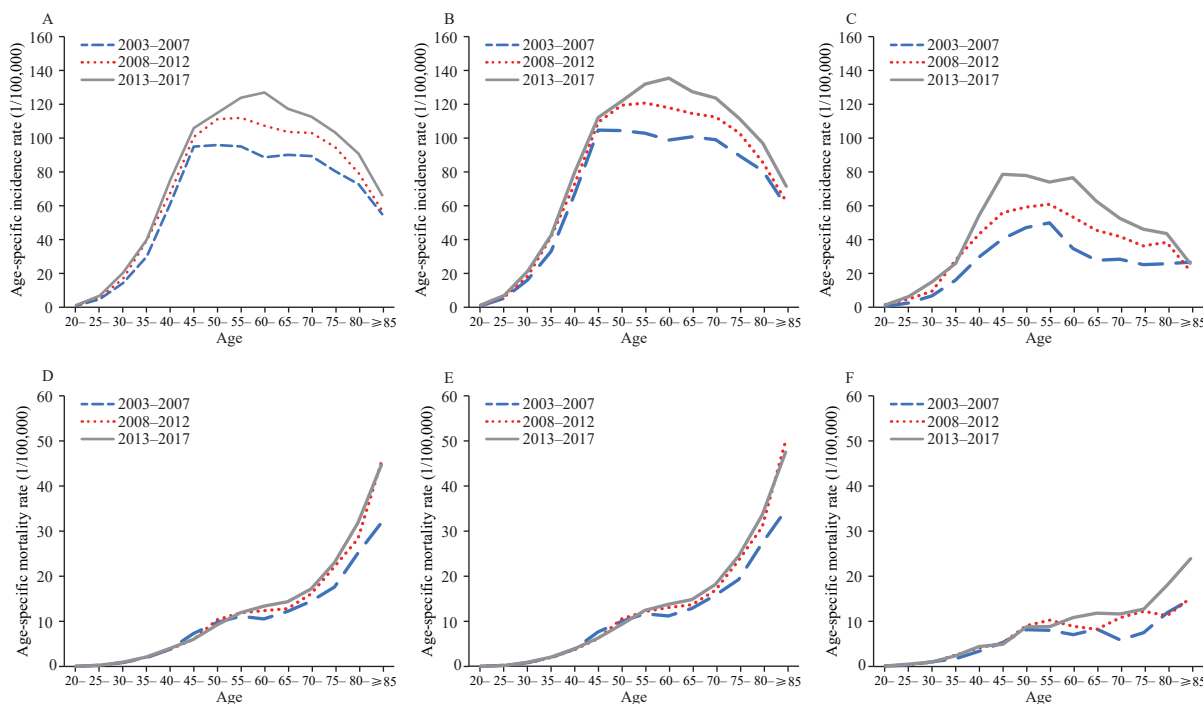 A
Age-specific incidence rate (1/100,000)
160
140
120
100
80
60
40
20
0
2003–2007
2008–2012
2013–2017
20– 25– 30– 35– 40– 45– 50– 55– 60– 65– 70– 75– 80– ≥85
Age
B
Age-specific incidence rate (1/100,000)
160
140
120
100
80
60
40
20
0
2003–2007
2008–2012
2013–2017
20– 25– 30– 35– 40– 45– 50– 55– 60– 65– 70– 75– 80– ≥85
Age
C
Age-specific incidence rate (1/100,000)
160
140
120
100
80
60
40
20
0
2003–2007
2008–2012
2013–2017
20– 25– 30– 35– 40– 45– 50– 55– 60– 65– 70– 75– 80– ≥85
Age
D
Age-specific mortality rate (1/100,000)
60
50
40
30
20
10
0
2003–2007
2008–2012
2013–2017
20– 25– 30– 35– 40– 45– 50– 55– 60– 65– 70– 75– 80– ≥85
Age
E
Age-specific mortality rate (1/100,000)
60
50
40
30
20
10
0
2003–2007
2008–2012
2013–2017
20– 25– 30– 35– 40– 45– 50– 55– 60– 65– 70– 75– 80– ≥85
Age
F
Age-specific mortality rate (1/100,000)
60
50
40
30
20
10
0
2003–2007
2008–2012
2013–2017
20– 25– 30– 35– 40– 45– 50– 55– 60– 65– 70– 75– 80– ≥85
Age